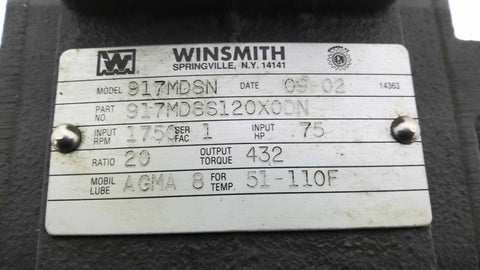 WINSMITH
SPRINGVILLE, N.Y. 14141
MODEL 917MDSN DATE 09-02 14363
PART NO. 917MDSS120X0DN
INPUT RPM 1750 SER FAC 1 INPUT HP .75
RATIO 20 OUTPUT TORQUE 432
MOBIL LUBE AGMA 8 FOR TEMP. 51-110F